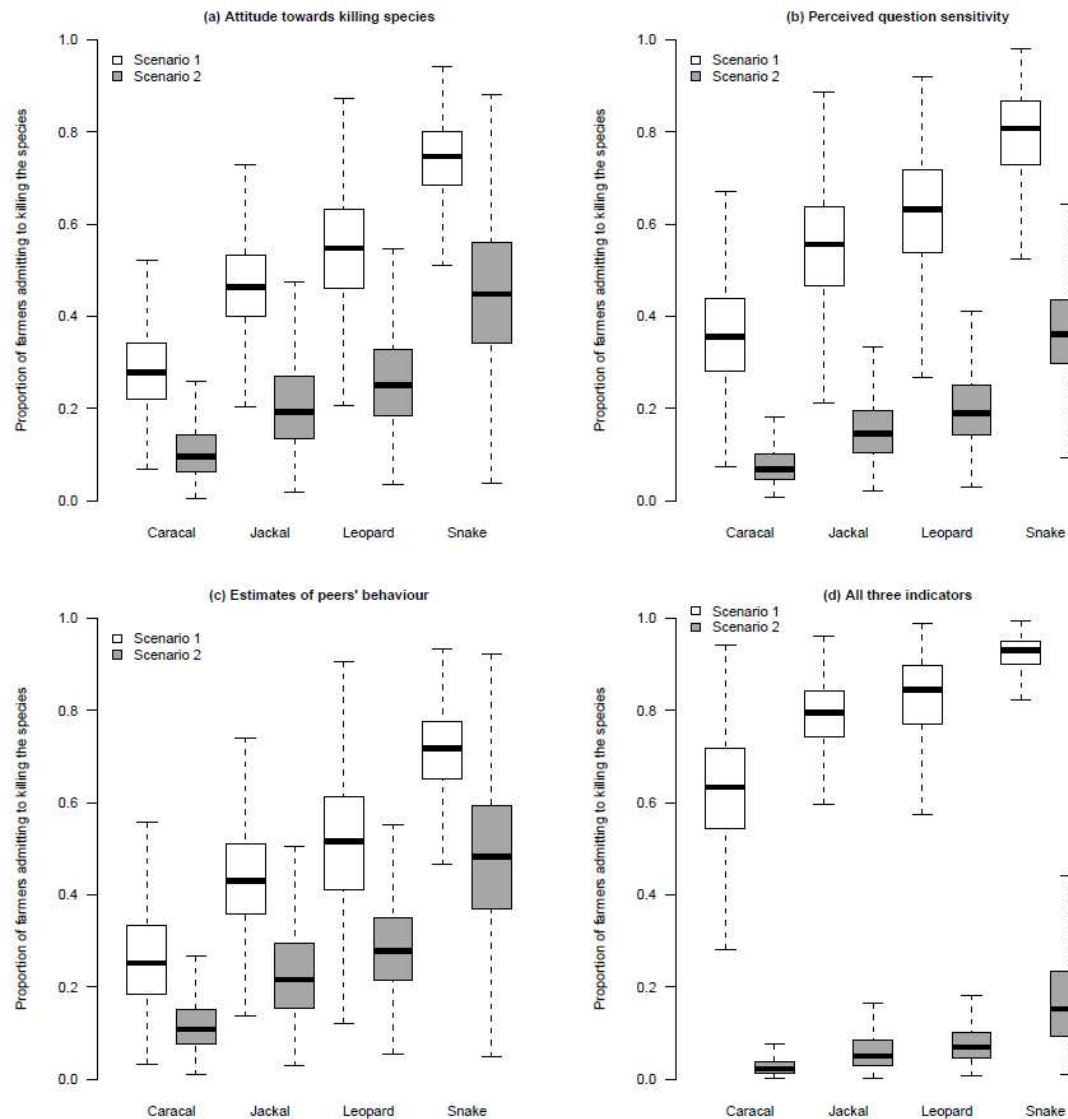 (a) Attitude towards killing species
Proportion of farmers admitting to killing the species
1.0
0.8
0.6
0.4
0.2
0.0
Scenario 1
Scenario 2
Caracal Jackal Leopard Snake
(b) Perceived question sensitivity
Proportion of farmers admitting to killing the species
1.0
0.8
0.6
0.4
0.2
0.0
Scenario 1
Scenario 2
Caracal Jackal Leopard Snake
(c) Estimates of peers' behaviour
Proportion of farmers admitting to killing the species
1.0
0.8
0.6
0.4
0.2
0.0
Scenario 1
Scenario 2
Caracal Jackal Leopard Snake
(d) All three indicators
Proportion of farmers admitting to killing the species
1.0
0.8
0.6
0.4
0.2
0.0
Scenario 1
Scenario 2
Caracal Jackal Leopard Snake